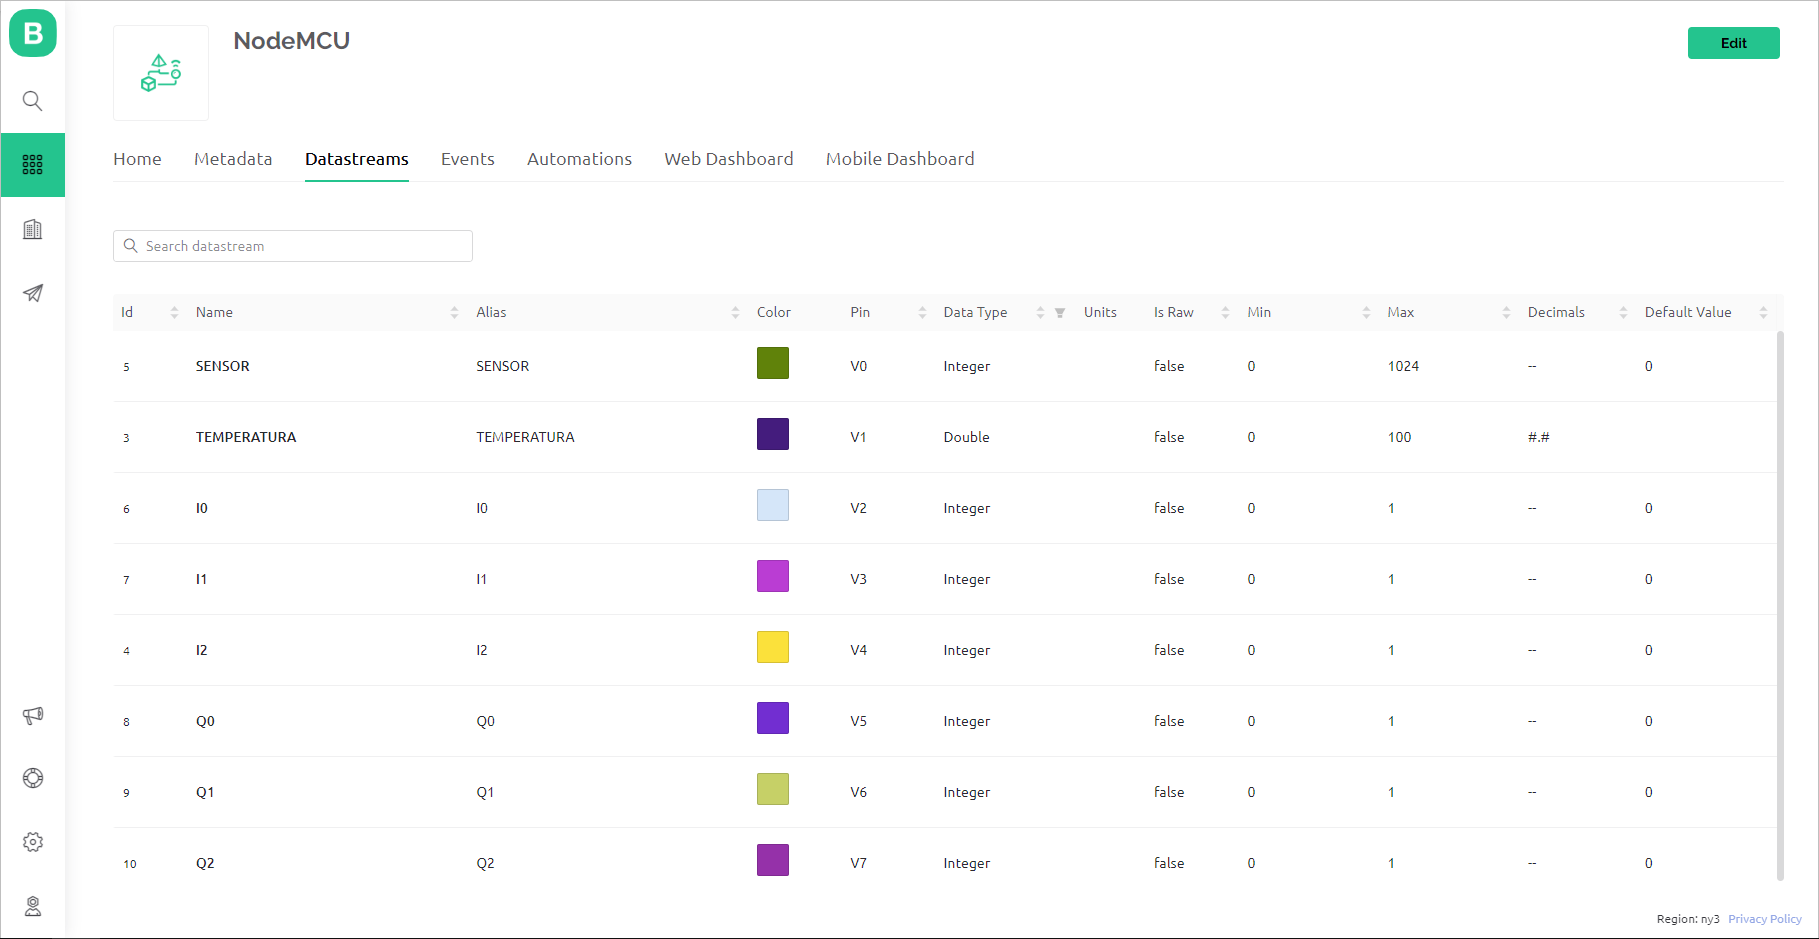 B
NodeMCU
Edit
Home Metadata Datastreams Events Automations Web Dashboard Mobile Dashboard
Search datastream
Id Name Alias Color Pin Data Type Units Is Raw Min Max Decimals Default Value
5 SENSOR SENSOR V0 Integer false 0 1024 -- 0
3 TEMPERATURA TEMPERATURA V1 Double false 0 100 #.#
6 I0 I0 V2 Integer false 0 1 -- 0
7 I1 I1 V3 Integer false 0 1 -- 0
4 I2 I2 V4 Integer false 0 1 -- 0
8 Q0 Q0 V5 Integer false 0 1 -- 0
9 Q1 Q1 V6 Integer false 0 1 -- 0
10 Q2 Q2 V7 Integer false 0 1 -- 0
Region: ny3 Privacy Policy